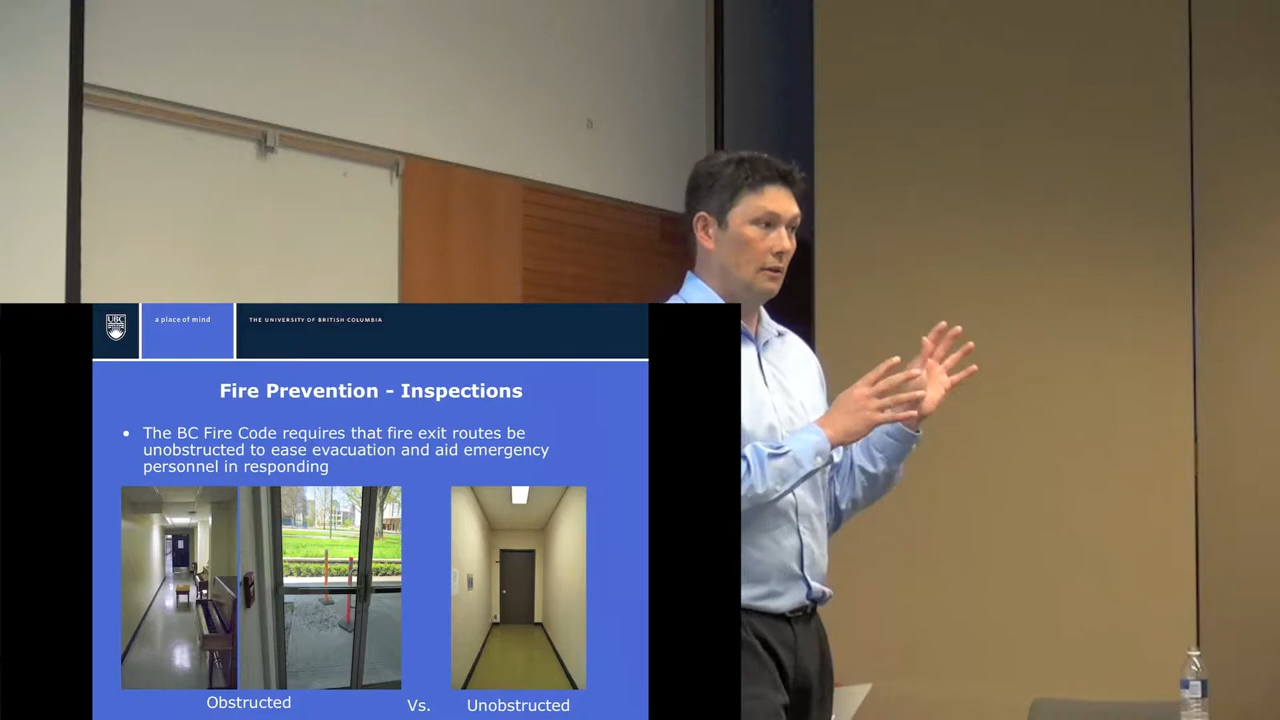 UBC
a place of mind
THE UNIVERSITY OF BRITISH COLUMBIA
Fire Prevention - Inspections
• The BC Fire Code requires that fire exit routes be
unobstructed to ease evacuation and aid emergency
personnel in responding
Obstructed
Vs.
Unobstructed